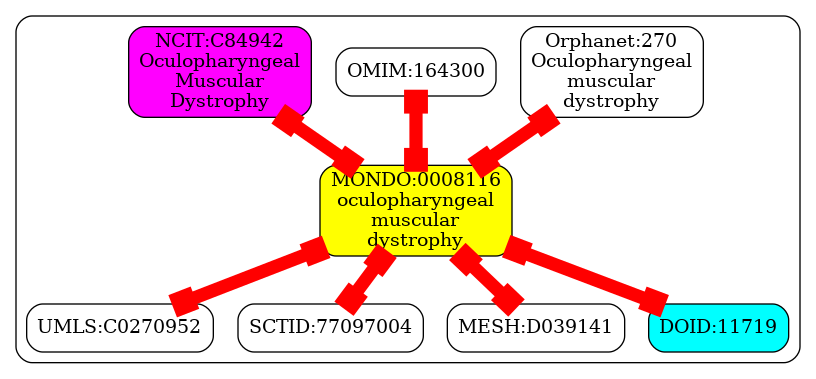 NCIT:C84942
Oculopharyngeal
Muscular
Dystrophy
OMIM:164300
Orphanet:270
Oculopharyngeal
muscular
dystrophy
MONDO:0008116
oculopharyngeal
muscular
dystrophy
UMLS:C0270952
SCTID:77097004
MESH:D039141
DOID:11719